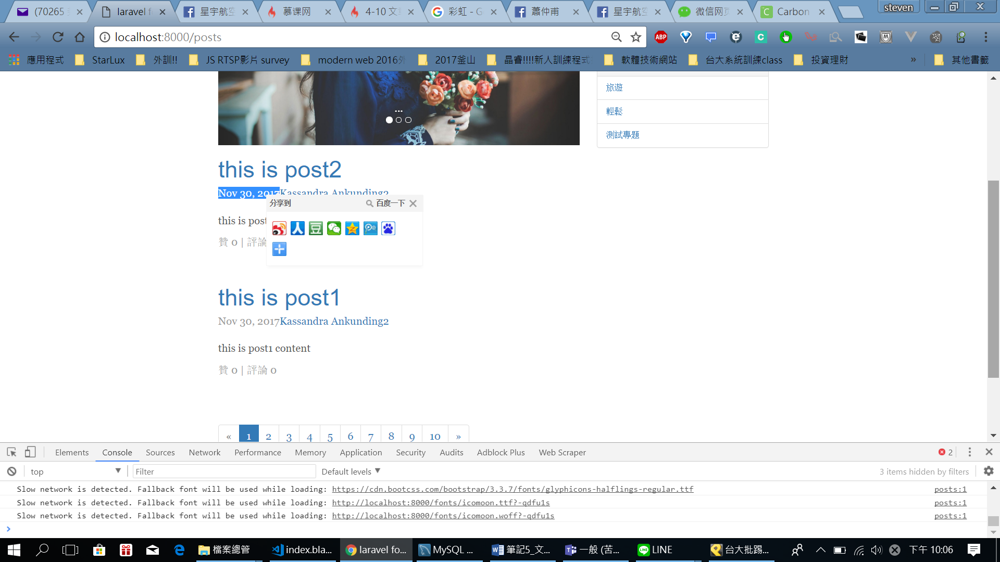 (70265
laravel f
星宇航空
慕课网
4-10 文
彩虹 - G
蕭仲甫
星宇航空
微信网页
Carbon
steven
localhost:8000/posts
ABP
應用程式
StarLux
外訓!!
JS RTSP影片 survey
modern web 2016外
2017釜山
晶睿!!!!新人訓練程式
軟體技術網站
台大系統訓練class
投資理財
»
其他書籤
旅遊
輕鬆
測試專題
...
this is post2
Nov 30, 2017Kassandra Ankunding2
分享到
百度一下
this is post
贊 0 | 評論
this is post1
Nov 30, 2017Kassandra Ankunding2
this is post1 content
贊 0 | 評論 0
« 1 2 3 4 5 6 7 8 9 10 »
Elements Console Sources Network Performance Memory Application Security Audits Adblock Plus Web Scraper
2
top
Filter
Default levels
3 items hidden by filters
Slow network is detected. Fallback font will be used while loading: https://cdn.bootcss.com/bootstrap/3.3.7/fonts/glyphicons-halflings-regular.ttf posts:1
Slow network is detected. Fallback font will be used while loading: http://localhost:8000/fonts/icomoon.ttf?-qdfu1s posts:1
Slow network is detected. Fallback font will be used while loading: http://localhost:8000/fonts/icomoon.woff?-qdfu1s posts:1
檔案總管
index.bla...
laravel fo...
MySQL ...
筆記5_文...
一般 (苦...
LINE
台大批踢...
下午 10:06